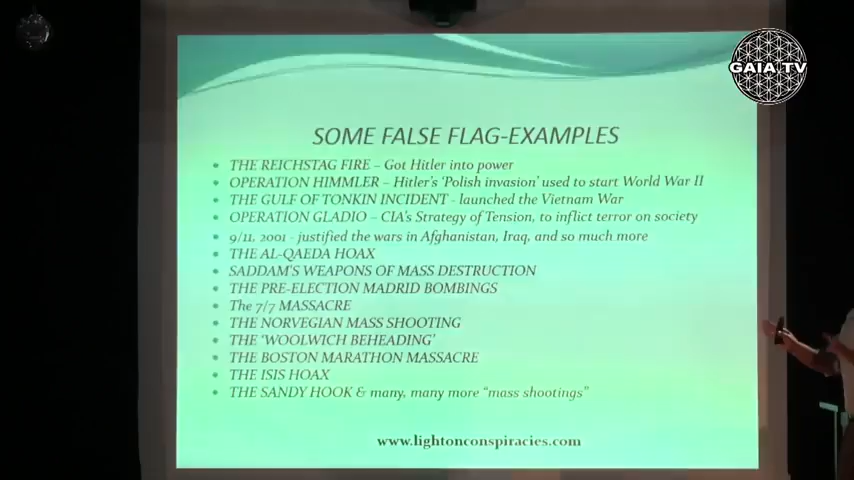 GAIA TV
SOME FALSE FLAG-EXAMPLES
THE REICHSTAG FIRE – Got Hitler into power
OPERATION HIMMLER – Hitler's 'Polish invasion' used to start World War II
THE GULF OF TONKIN INCIDENT - launched the Vietnam War
OPERATION GLADIO – CIA's Strategy of Tension, to inflict terror on society
9/11, 2001 - justified the wars in Afghanistan, Iraq, and so much more
THE AL-QAEDA HOAX
SADDAM'S WEAPONS OF MASS DESTRUCTION
THE PRE-ELECTION MADRID BOMBINGS
The 7/7 MASSACRE
THE NORVEGIAN MASS SHOOTING
THE 'WOOLWICH BEHEADING'
THE BOSTON MARATHON MASSACRE
THE ISIS HOAX
THE SANDY HOOK & many, many more "mass shootings"
www.lightonconspiracies.com